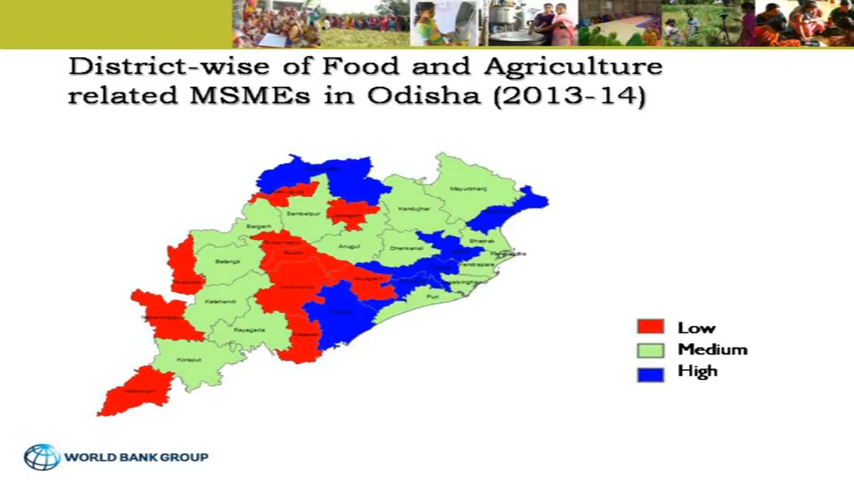 District-wise of Food and Agriculture
related MSMEs in Odisha (2013-14)
Mayurbhanj
Kendujhar
Sambalpur
Bargarh
Bhadrak
Anugul
Dhenkanal
Balangir
Kalahandi
Puri
Rayagada
Koraput
Low
Medium
High
WORLD BANK GROUP